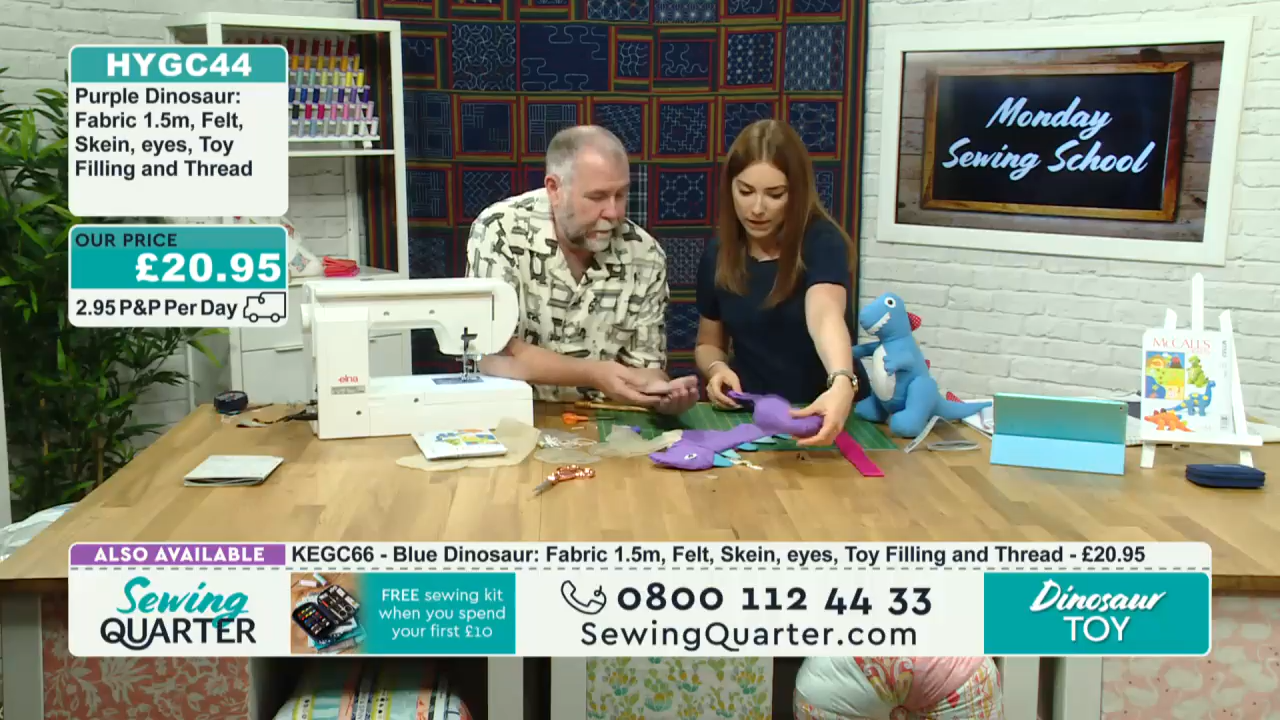 HYGC44
Purple Dinosaur:
Fabric 1.5m, Felt,
Skein, eyes, Toy
Filling and Thread
OUR PRICE
£20.95
2.95 P&P Per Day
Monday
Sewing School
elna
McCALL'S
ALSO AVAILABLE
KEGC66 - Blue Dinosaur: Fabric 1.5m, Felt, Skein, eyes, Toy Filling and Thread - £20.95
Sewing
QUARTER
FREE sewing kit
when you spend
your first £10
0800 112 44 33
SewingQuarter.com
Dinosaur
TOY